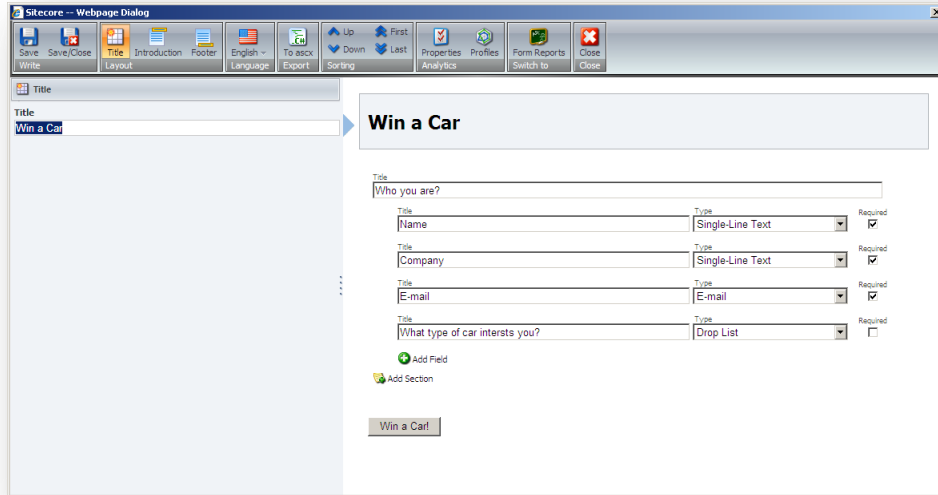 Sitecore -- Webpage Dialog
Up First
Save Save/Close Title Introduction Footer English To ascx Down Last Properties Profiles Form Reports Close
Write Layout Language Export Sorting Analytics Switch to Close
Title
Title
Win a Car
Win a Car
Title
Who you are?
Title Type Required
Name Single-Line Text
Title Type Required
Company Single-Line Text
Title Type Required
E-mail E-mail
Title Type Required
What type of car intersts you? Drop List
Add Field
Add Section
Win a Car!